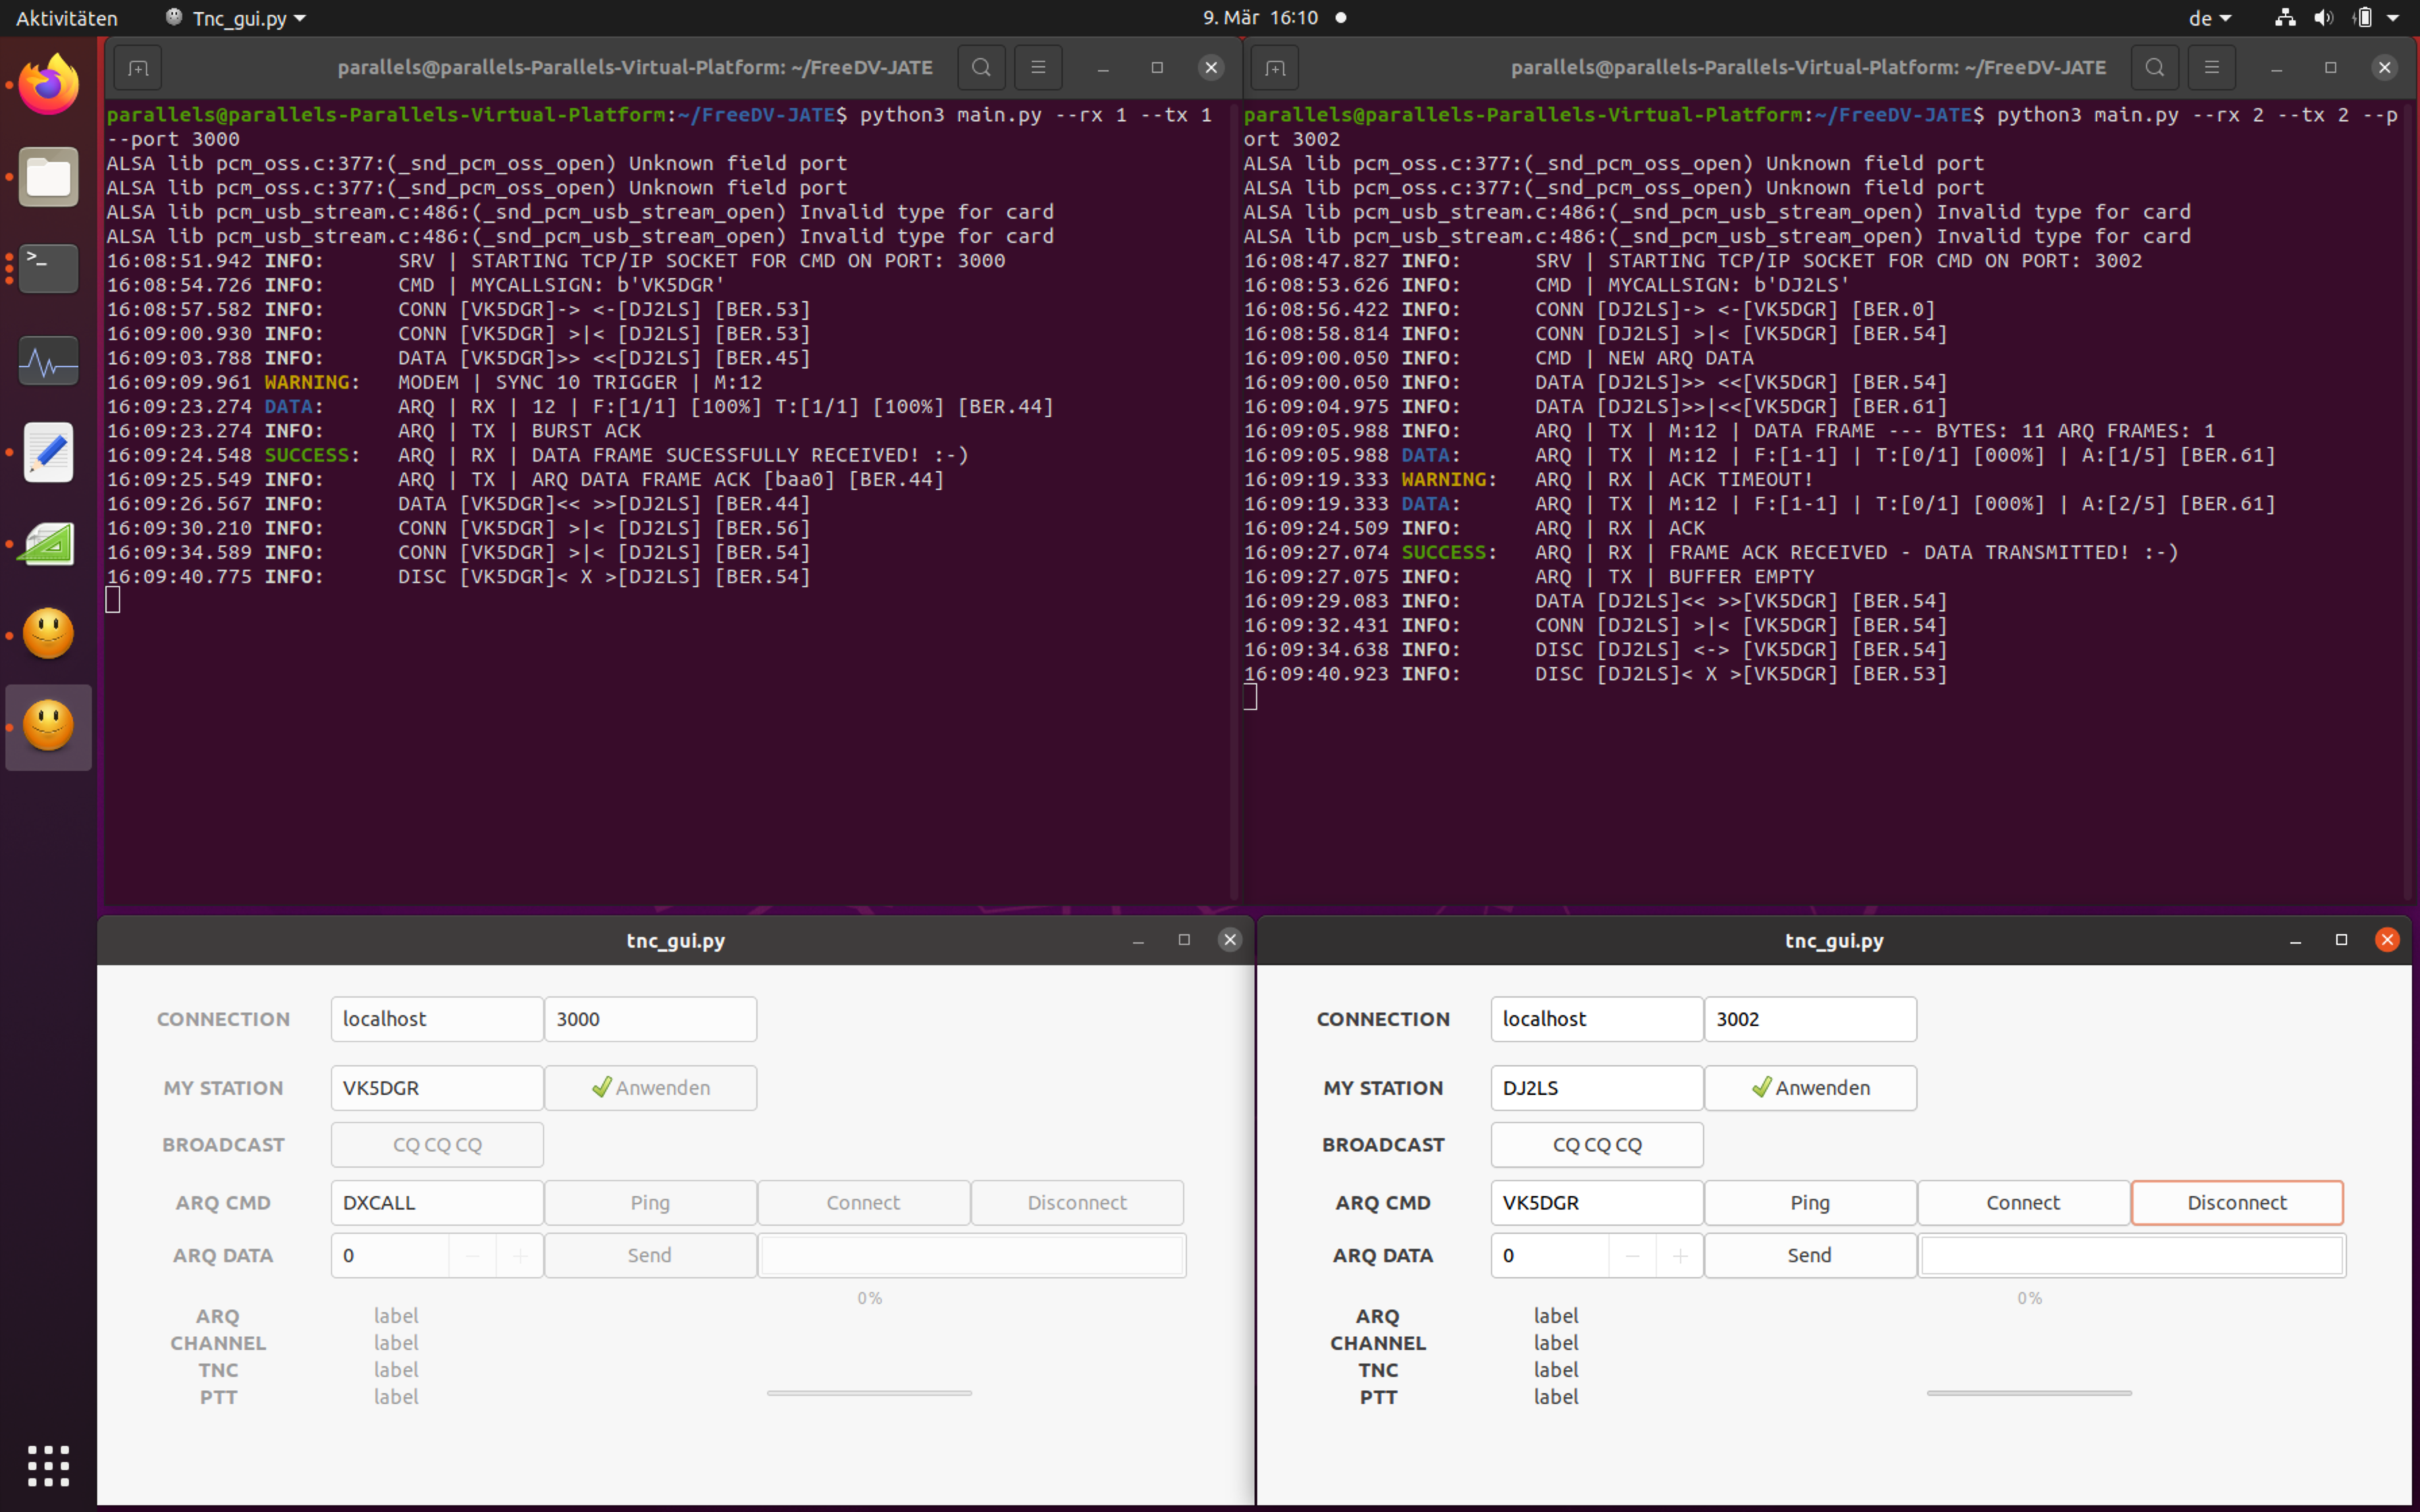 Aktivitäten
Tnc_gui.py
9. Mär 16:10
de
parallels@parallels-Parallels-Virtual-Platform: ~/FreeDV-JATE
parallels@parallels-Parallels-Virtual-Platform:~/FreeDV-JATE$ python3 main.py --rx 1 --tx 1
--port 3000
ALSA lib pcm_oss.c:377:(_snd_pcm_oss_open) Unknown field port
ALSA lib pcm_oss.c:377:(_snd_pcm_oss_open) Unknown field port
ALSA lib pcm_usb_stream.c:486:(_snd_pcm_usb_stream_open) Invalid type for card
ALSA lib pcm_usb_stream.c:486:(_snd_pcm_usb_stream_open) Invalid type for card
16:08:51.942 INFO: SRV | STARTING TCP/IP SOCKET FOR CMD ON PORT: 3000
16:08:54.726 INFO: CMD | MYCALLSIGN: b'VK5DGR'
16:08:57.582 INFO: CONN [VK5DGR]-> <-[DJ2LS] [BER.53]
16:09:00.930 INFO: CONN [VK5DGR] >|< [DJ2LS] [BER.53]
16:09:03.788 INFO: DATA [VK5DGR]>> <<[DJ2LS] [BER.45]
16:09:09.961 WARNING: MODEM | SYNC 10 TRIGGER | M:12
16:09:23.274 DATA: ARQ | RX | 12 | F:[1/1] [100%] T:[1/1] [100%] [BER.44]
16:09:23.274 INFO: ARQ | TX | BURST ACK
16:09:24.548 SUCCESS: ARQ | RX | DATA FRAME SUCESSFULLY RECEIVED! :-)
16:09:25.549 INFO: ARQ | TX | ARQ DATA FRAME ACK [baa0] [BER.44]
16:09:26.567 INFO: DATA [VK5DGR]<< >>[DJ2LS] [BER.44]
16:09:30.210 INFO: CONN [VK5DGR] >|< [DJ2LS] [BER.56]
16:09:34.589 INFO: CONN [VK5DGR] >|< [DJ2LS] [BER.54]
16:09:40.775 INFO: DISC [VK5DGR]< X >[DJ2LS] [BER.54]
parallels@parallels-Parallels-Virtual-Platform: ~/FreeDV-JATE
parallels@parallels-Parallels-Virtual-Platform:~/FreeDV-JATE$ python3 main.py --rx 2 --tx 2 --p
ort 3002
ALSA lib pcm_oss.c:377:(_snd_pcm_oss_open) Unknown field port
ALSA lib pcm_oss.c:377:(_snd_pcm_oss_open) Unknown field port
ALSA lib pcm_usb_stream.c:486:(_snd_pcm_usb_stream_open) Invalid type for card
ALSA lib pcm_usb_stream.c:486:(_snd_pcm_usb_stream_open) Invalid type for card
16:08:47.827 INFO: SRV | STARTING TCP/IP SOCKET FOR CMD ON PORT: 3002
16:08:53.626 INFO: CMD | MYCALLSIGN: b'DJ2LS'
16:08:56.422 INFO: CONN [DJ2LS]-> <-[VK5DGR] [BER.0]
16:08:58.814 INFO: CONN [DJ2LS] >|< [VK5DGR] [BER.54]
16:09:00.050 INFO: CMD | NEW ARQ DATA
16:09:00.050 INFO: DATA [DJ2LS]>> <<[VK5DGR] [BER.54]
16:09:04.975 INFO: DATA [DJ2LS]>>|<<[VK5DGR] [BER.61]
16:09:05.988 INFO: ARQ | TX | M:12 | DATA FRAME --- BYTES: 11 ARQ FRAMES: 1
16:09:05.988 DATA: ARQ | TX | M:12 | F:[1-1] | T:[0/1] [000%] | A:[1/5] [BER.61]
16:09:19.333 WARNING: ARQ | RX | ACK TIMEOUT!
16:09:19.333 DATA: ARQ | TX | M:12 | F:[1-1] | T:[0/1] [000%] | A:[2/5] [BER.61]
16:09:24.509 INFO: ARQ | RX | ACK
16:09:27.074 SUCCESS: ARQ | RX | FRAME ACK RECEIVED - DATA TRANSMITTED! :-)
16:09:27.075 INFO: ARQ | TX | BUFFER EMPTY
16:09:29.083 INFO: DATA [DJ2LS]<< >>[VK5DGR] [BER.54]
16:09:32.431 INFO: CONN [DJ2LS] >|< [VK5DGR] [BER.54]
16:09:34.638 INFO: DISC [DJ2LS] <-> [VK5DGR] [BER.54]
16:09:40.923 INFO: DISC [DJ2LS]< X >[VK5DGR] [BER.53]
tnc_gui.py
CONNECTION localhost 3000
MY STATION VK5DGR Anwenden
BROADCAST CQ CQ CQ
ARQ CMD DXCALL Ping Connect Disconnect
ARQ DATA 0 Send
0%
ARQ label
CHANNEL label
TNC label
PTT label
tnc_gui.py
CONNECTION localhost 3002
MY STATION DJ2LS Anwenden
BROADCAST CQ CQ CQ
ARQ CMD VK5DGR Ping Connect Disconnect
ARQ DATA 0 Send
0%
ARQ label
CHANNEL label
TNC label
PTT label